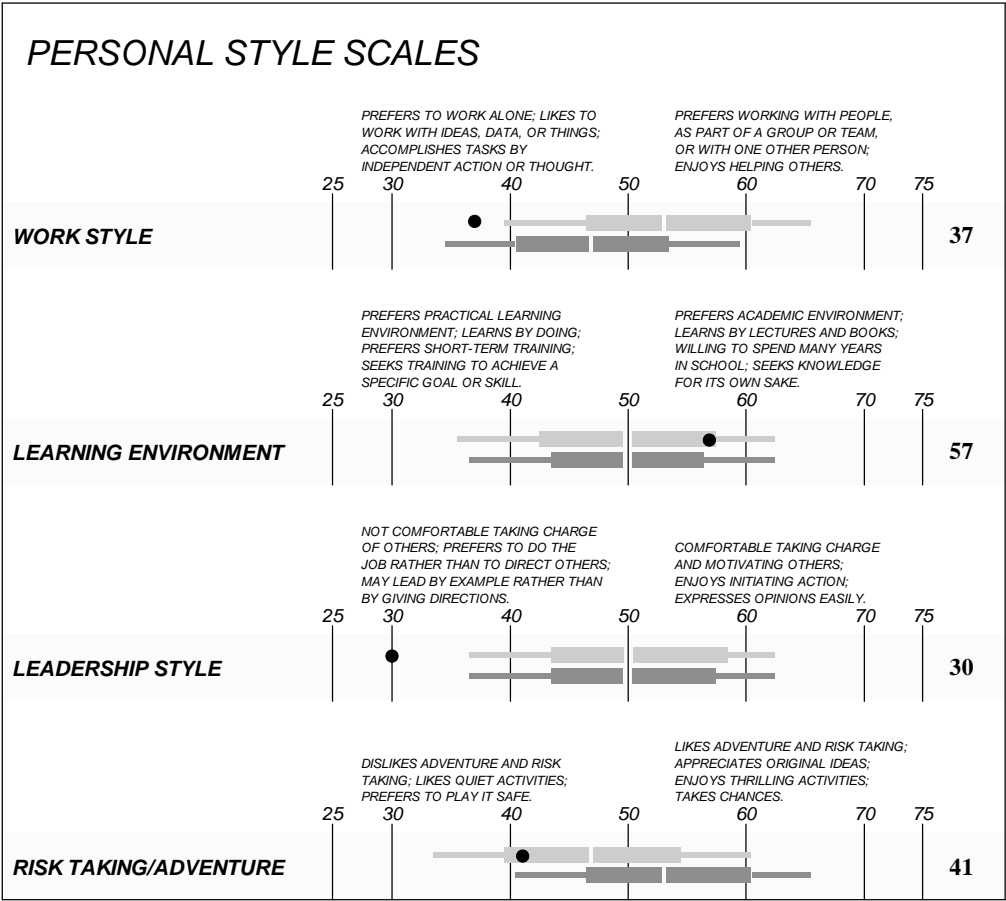 PERSONAL STYLE SCALES
PREFERS TO WORK ALONE; LIKES TO
WORK WITH IDEAS, DATA, OR THINGS;
ACCOMPLISHES TASKS BY
INDEPENDENT ACTION OR THOUGHT.
PREFERS WORKING WITH PEOPLE,
AS PART OF A GROUP OR TEAM,
OR WITH ONE OTHER PERSON;
ENJOYS HELPING OTHERS.
25 30 40 50 60 70 75
WORK STYLE 37
PREFERS PRACTICAL LEARNING
ENVIRONMENT; LEARNS BY DOING;
PREFERS SHORT-TERM TRAINING;
SEEKS TRAINING TO ACHIEVE A
SPECIFIC GOAL OR SKILL.
PREFERS ACADEMIC ENVIRONMENT;
LEARNS BY LECTURES AND BOOKS;
WILLING TO SPEND MANY YEARS
IN SCHOOL; SEEKS KNOWLEDGE
FOR ITS OWN SAKE.
25 30 40 50 60 70 75
LEARNING ENVIRONMENT 57
NOT COMFORTABLE TAKING CHARGE
OF OTHERS; PREFERS TO DO THE
JOB RATHER THAN TO DIRECT OTHERS;
MAY LEAD BY EXAMPLE RATHER THAN
BY GIVING DIRECTIONS.
COMFORTABLE TAKING CHARGE
AND MOTIVATING OTHERS;
ENJOYS INITIATING ACTION;
EXPRESSES OPINIONS EASILY.
25 30 40 50 60 70 75
LEADERSHIP STYLE 30
DISLIKES ADVENTURE AND RISK
TAKING; LIKES QUIET ACTIVITIES;
PREFERS TO PLAY IT SAFE.
LIKES ADVENTURE AND RISK TAKING;
APPRECIATES ORIGINAL IDEAS;
ENJOYS THRILLING ACTIVITIES;
TAKES CHANCES.
25 30 40 50 60 70 75
RISK TAKING/ADVENTURE 41